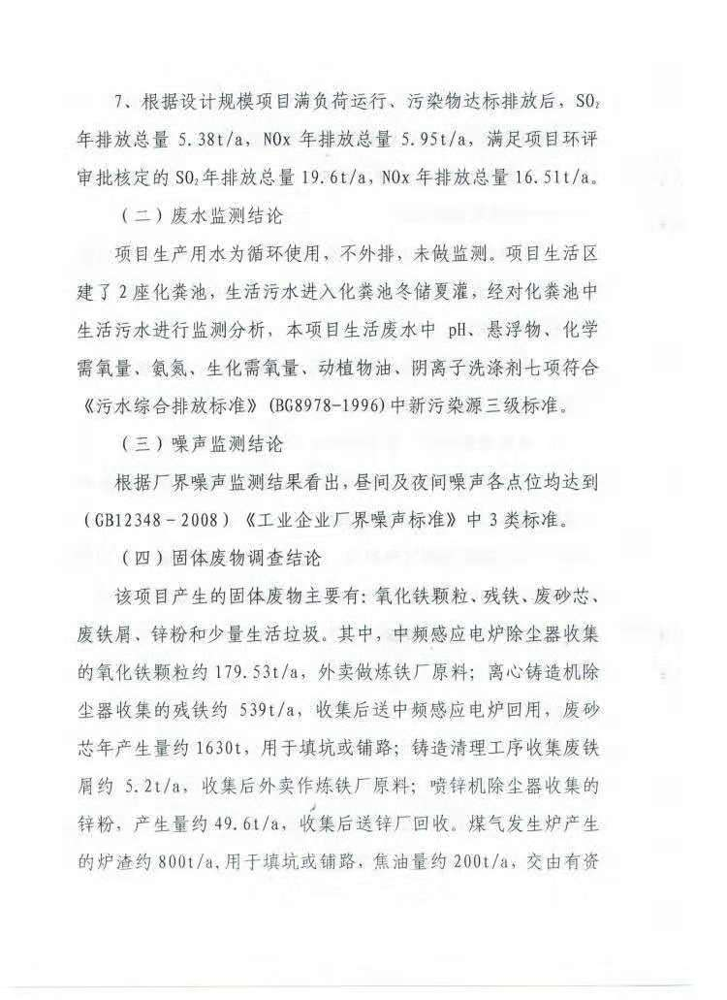 7、根据设计规模项目满负荷运行、污染物达标排放后，SO₂
年排放总量 5.38t/a，NOx 年排放总量 5.95t/a，满足项目环评
审批核定的 SO₂年排放总量 19.6t/a，NOx 年排放总量 16.51t/a。
（二）废水监测结论
项目生产用水为循环使用，不外排，未做监测。项目生活区
建了 2 座化粪池，生活污水进入化粪池冬储夏灌，经对化粪池中
生活污水进行监测分析，本项目生活废水中 pH、悬浮物、化学
需氧量、氨氮、生化需氧量、动植物油、阴离子洗涤剂七项符合
《污水综合排放标准》(BG8978-1996)中新污染源三级标准。
（三）噪声监测结论
根据厂界噪声监测结果看出，昼间及夜间噪声各点位均达到
（GB12348－2008）《工业企业厂界噪声标准》中 3 类标准。
（四）固体废物调查结论
该项目产生的固体废物主要有：氧化铁颗粒、残铁、废砂芯、
废铁屑、锌粉和少量生活垃圾。其中，中频感应电炉除尘器收集
的氧化铁颗粒约 179.53t/a，外卖做炼铁厂原料；离心铸造机除
尘器收集的残铁约 539t/a，收集后送中频感应电炉回用，废砂
芯年产生量约 1630t，用于填坑或铺路；铸造清理工序收集废铁
屑约 5.2t/a，收集后外卖作炼铁厂原料；喷锌机除尘器收集的
锌粉，产生量约 49.6t/a，收集后送锌厂回收。煤气发生炉产生
的炉渣约 800t/a,用于填坑或铺路，焦油量约 200t/a，交由有资